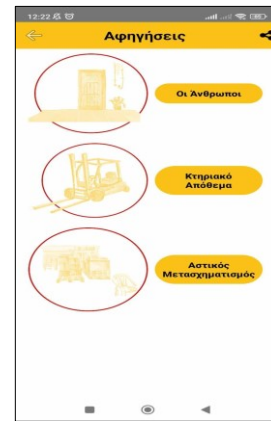 12:22
Αφηγήσεις
Οι Άνθρωποι
Κτηριακό
Απόθεμα
Αστικός
Μετασχηματισμός